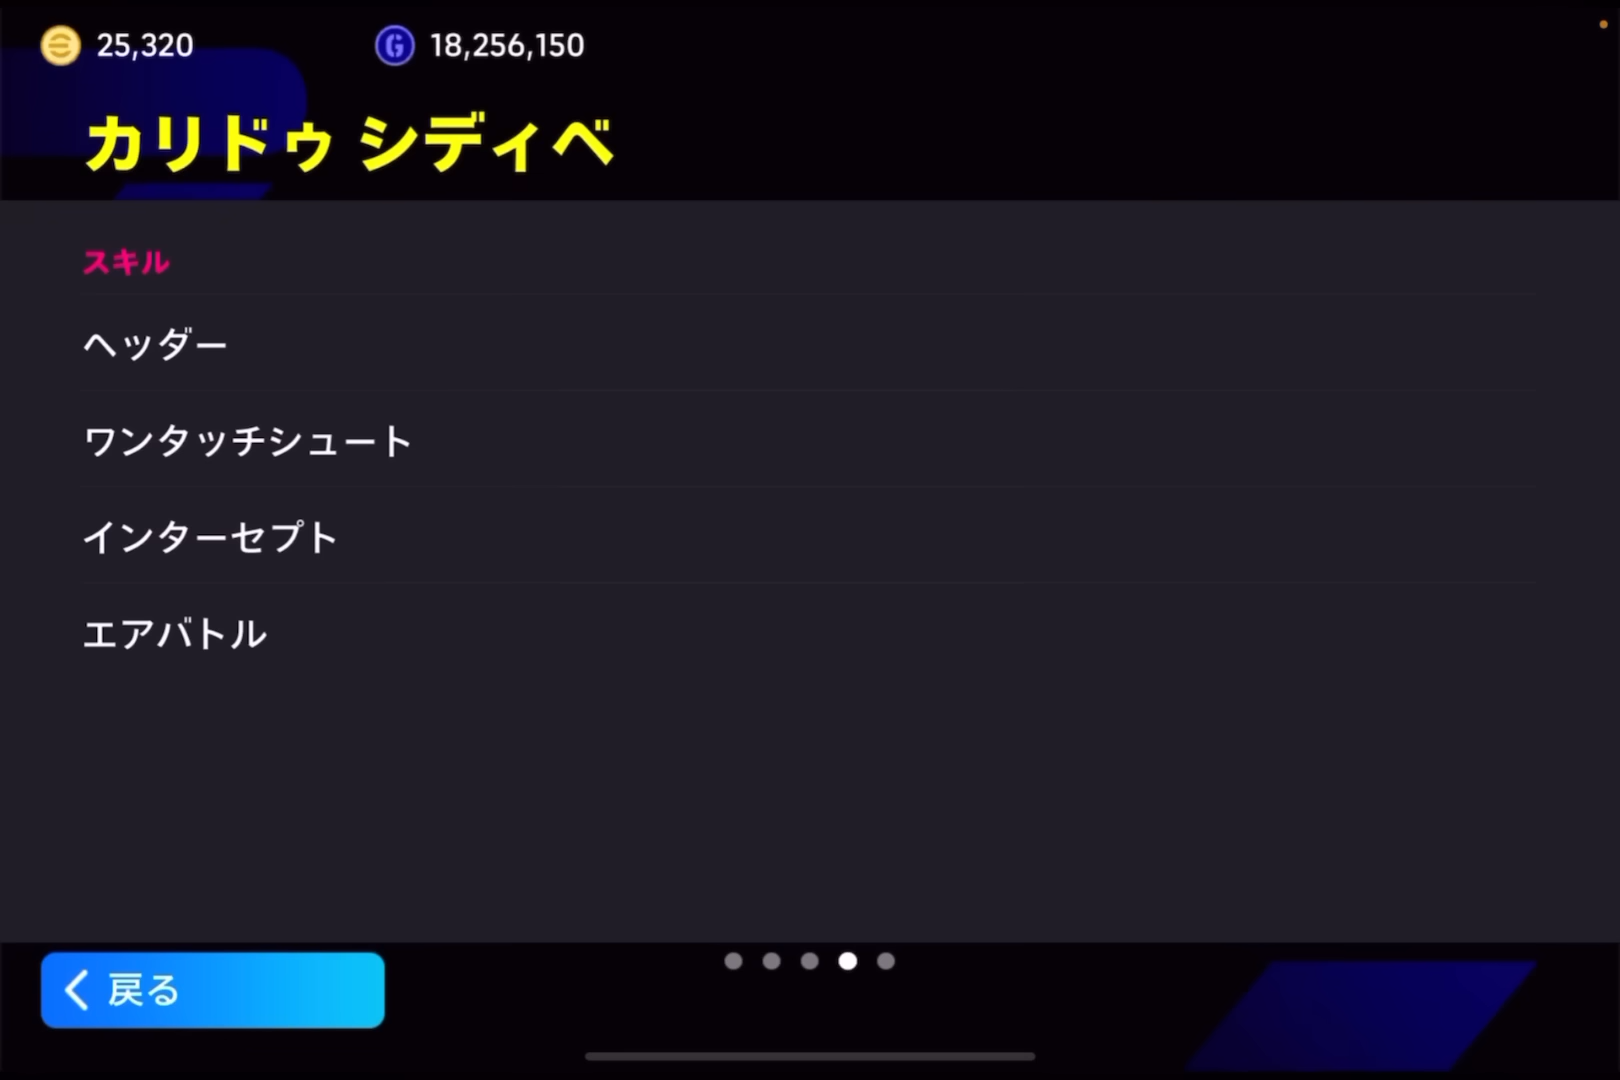 25,320
18,256,150
カリドゥ シディベ
スキル
ヘッダー
ワンタッチシュート
インターセプト
エアバトル
戻る